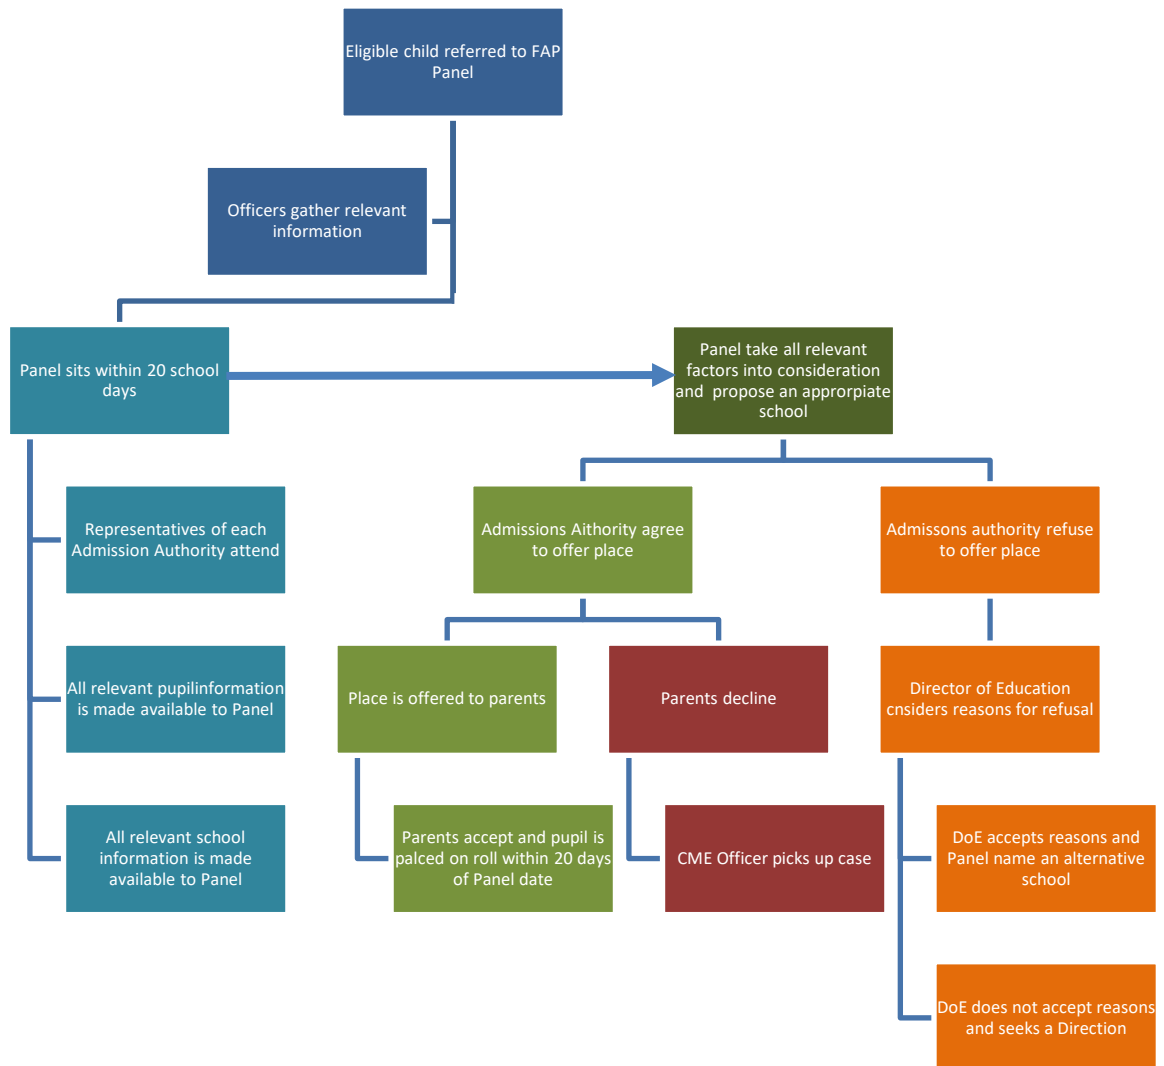 Eligible child referred to FAP
Panel
Officers gather relevant
information
Panel sits within 20 school
days
Panel take all relevant
factors into consideration
and  propose an approrpiate
school
Representatives of each
Admission Authority attend
Admissions Aithority agree
to offer place
Admissons authority refuse
to offer place
All relevant pupilinformation
is made available to Panel
Place is offered to parents
Parents decline
Director of Education
cnsiders reasons for refusal
All relevant school
information is made
available to Panel
Parents accept and pupil is
palced on roll within 20 days
of Panel date
CME Officer picks up case
DoE accepts reasons and
Panel name an alternative
school
DoE does not accept reasons
and seeks a Direction